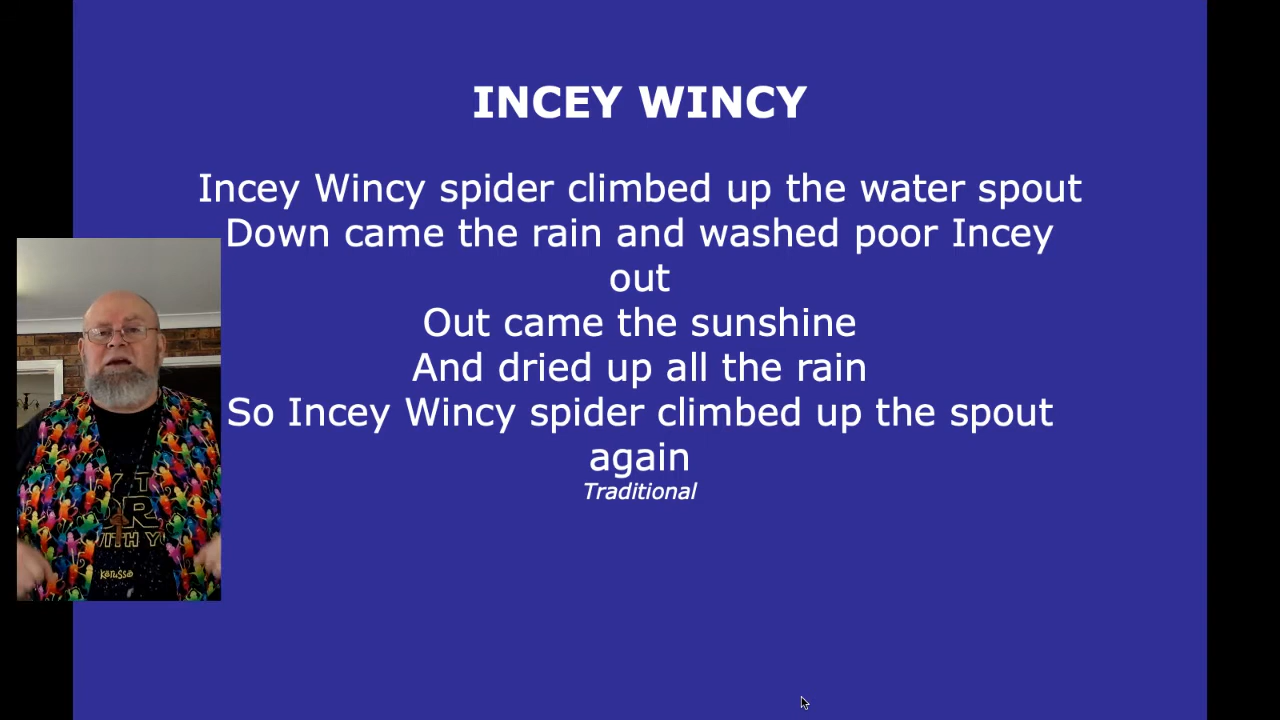 INCEY WINCY
Incey Wincy spider climbed up the water spout
Down came the rain and washed poor Incey
out
Out came the sunshine
And dried up all the rain
So Incey Wincy spider climbed up the spout
again
Traditional
WITH